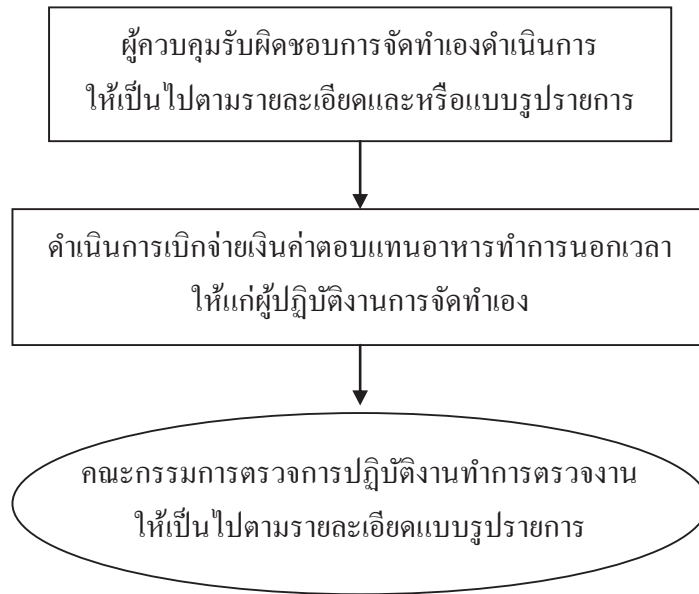 ผู้ควบคุมรับผิดชอบการจัดทำเองดำเนินการ
ให้เป็นไปตามรายละเอียดและหรือแบบรูปรายการ
ดำเนินการเบิกจ่ายเงินค่าตอบแทนอาหารทำการนอกเวลา
ให้แก่ผู้ปฏิบัติงานการจัดทำเอง
คณะกรรมการตรวจการปฏิบัติงานทำการตรวจงาน
ให้เป็นไปตามรายละเอียดแบบรูปรายการ